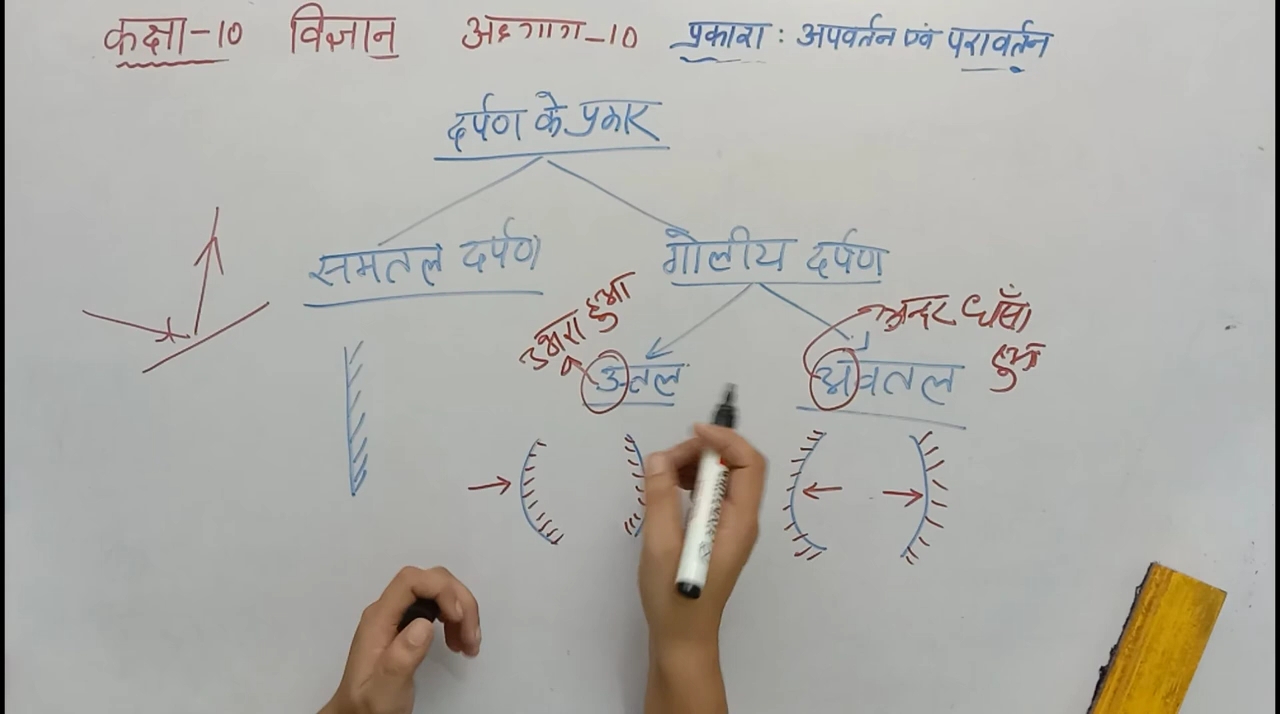 कक्षा-10 विज्ञान अध्याय-10 प्रकाश : अपवर्तन एवं परावर्तन
दर्पण के प्रकार
समतल दर्पण गोलीय दर्पण
उभरा हुआ अन्दर धँसा
हुआ
उत्तल अवतल